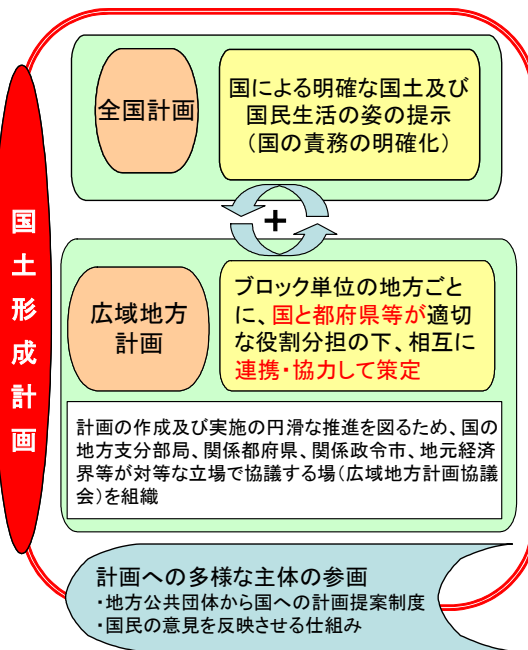 国土形成計画
全国計画
国による明確な国土及び
国民生活の姿の提示
（国の責務の明確化）
+
広域地方
計画
ブロック単位の地方ごと
に、国と都府県等が適切
な役割分担の下、相互に
連携・協力して策定
計画の作成及び実施の円滑な推進を図るため、国の
地方支分部局、関係都府県、関係政令市、地元経済
界等が対等な立場で協議する場（広域地方計画協議
会）を組織
計画への多様な主体の参画
・地方公共団体から国への計画提案制度
・国民の意見を反映させる仕組み